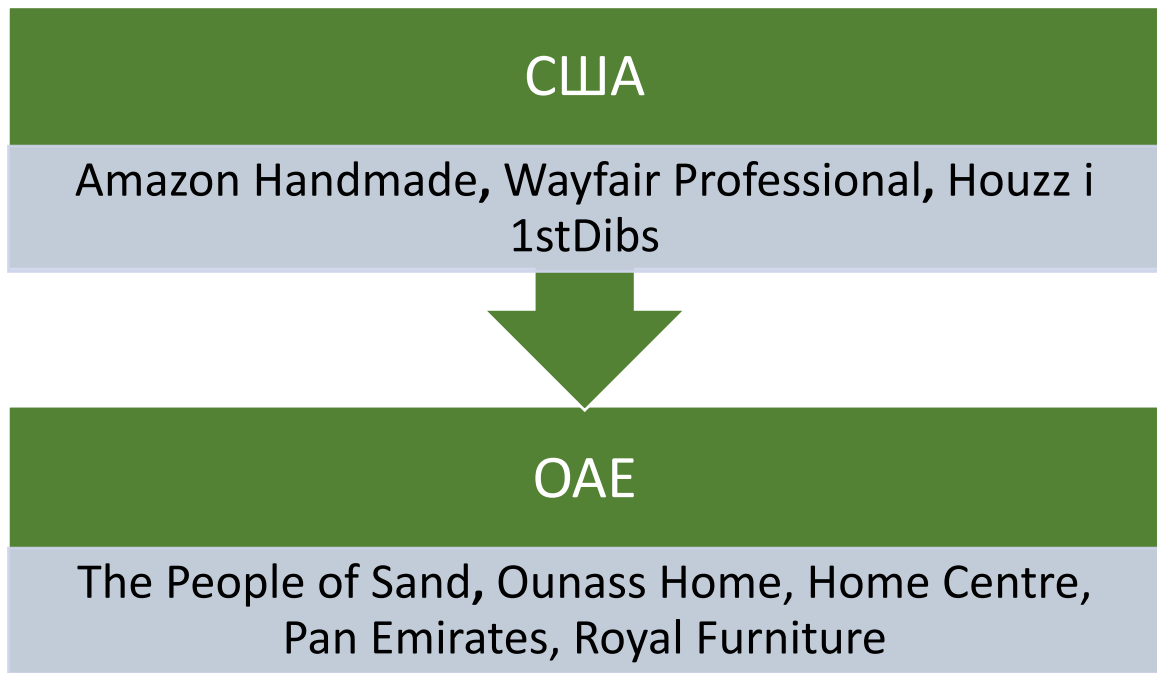 США
Amazon Handmade, Wayfair Professional, Houzz і
1stDibs
ОАЕ
The People of Sand, Ounass Home, Home Centre,
Pan Emirates, Royal Furniture